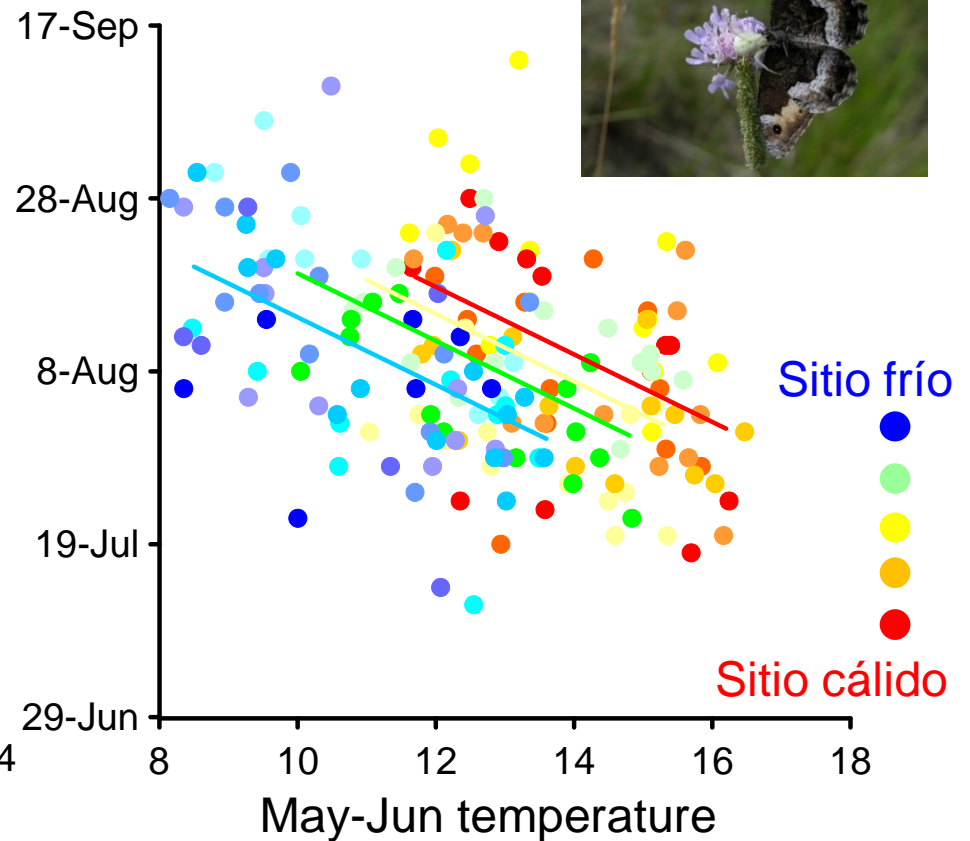 17-Sep
28-Aug
8-Aug
19-Jul
29-Jun
Sitio frío
Sitio cálido
4
8 10 12 14 16 18
May-Jun temperature